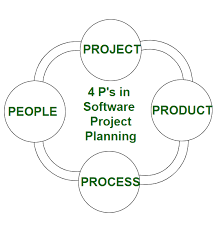 PROJECT
4 P's in
Software
Project
Planning
PEOPLE
PRODUCT
PROCESS